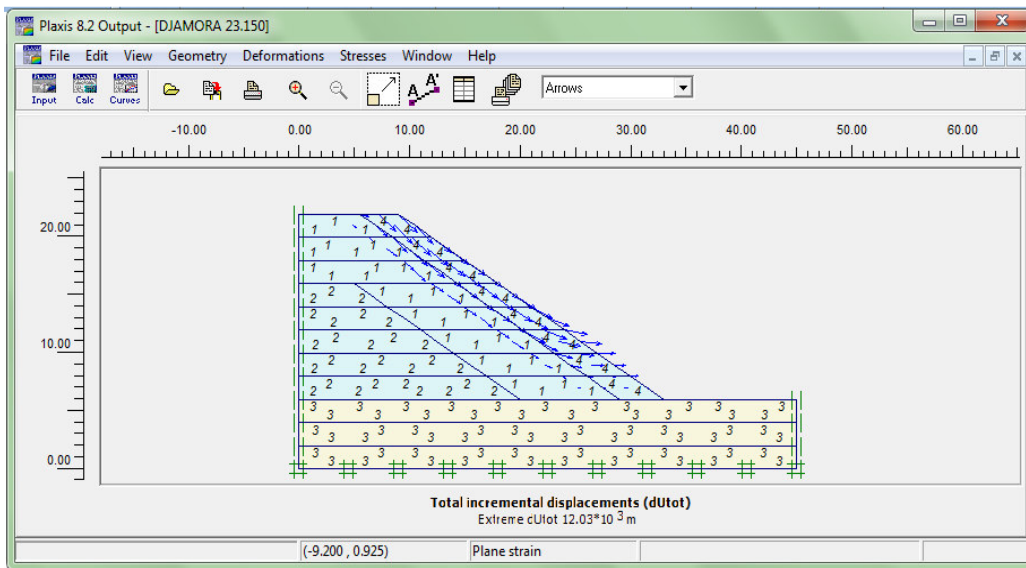 Plaxis 8.2 Output - [DJAMORA 23.150]
File Edit View Geometry Deformations Stresses Window Help
Input Calc Curves A A' Arrows
-10.00 0.00 10.00 20.00 30.00 40.00 50.00 60.00
20.00
10.00
0.00
Total incremental displacements (dUtot)
Extreme dUtot 12.03*10 3 m
(-9.200 , 0.925) Plane strain